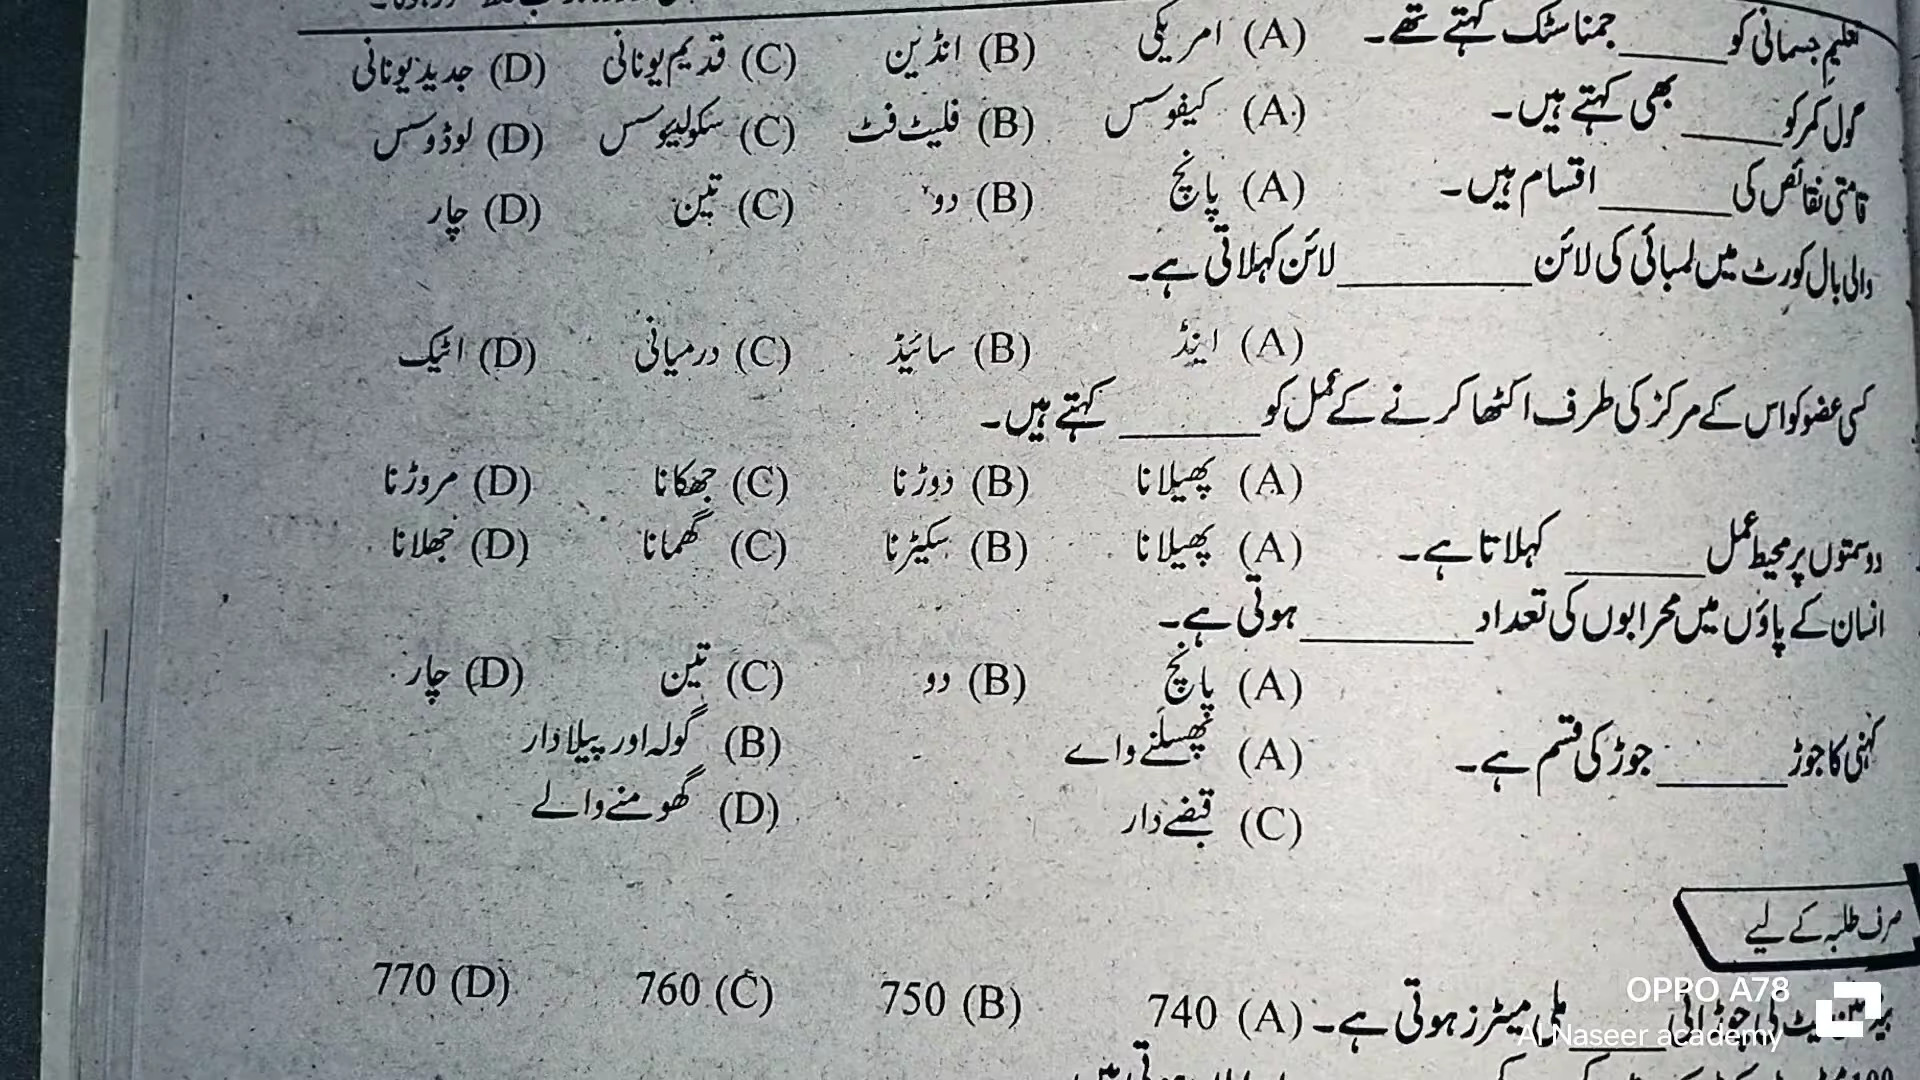 تعلیم جسمانی کو ______ جمناسٹک کہتے تھے۔ (A) امریکی (B) انڈین (C) قدیم یونانی (D) جدید یونانی
گول کمر کو ______ بھی کہتے ہیں۔ (A) کیفوسس (B) فلیٹ فٹ (C) سکولیوسس (D) لوڈوسس
قامتی نقائص کی ______ اقسام ہیں۔ (A) پانچ (B) دو (C) تین (D) چار
والی بال کورٹ میں لمبائی کی لائن ______ لائن کہلاتی ہے۔
(A) اینڈ (B) سائیڈ (C) درمیانی (D) اٹیک
کسی عضو کو اس کے مرکز کی طرف اکٹھا کرنے کے عمل کو ______ کہتے ہیں۔
(A) پھیلانا (B) دوڑنا (C) جھکانا (D) مروڑنا
دو سمتوں پر محیط عمل ______ کہلاتا ہے۔ (A) پھیلانا (B) سکیڑنا (C) گھمانا (D) جھلانا
انسان کے پاؤں میں محرابوں کی تعداد ______ ہوتی ہے۔
(A) پانچ (B) دو (C) تین (D) چار
کہنی کا جوڑ ______ جوڑ کی قسم ہے۔ (A) پھسلنے واے (B) گولہ اور پیلا دار
(C) قبضے دار (D) گھومنے والے
صرف طلبہ کے لیے
چوڑائی ______ ملی میٹرز ہوتی ہے۔ (A) 740 (B) 750 (C) 760 (D) 770
OPPO A78
Al Naseer academy